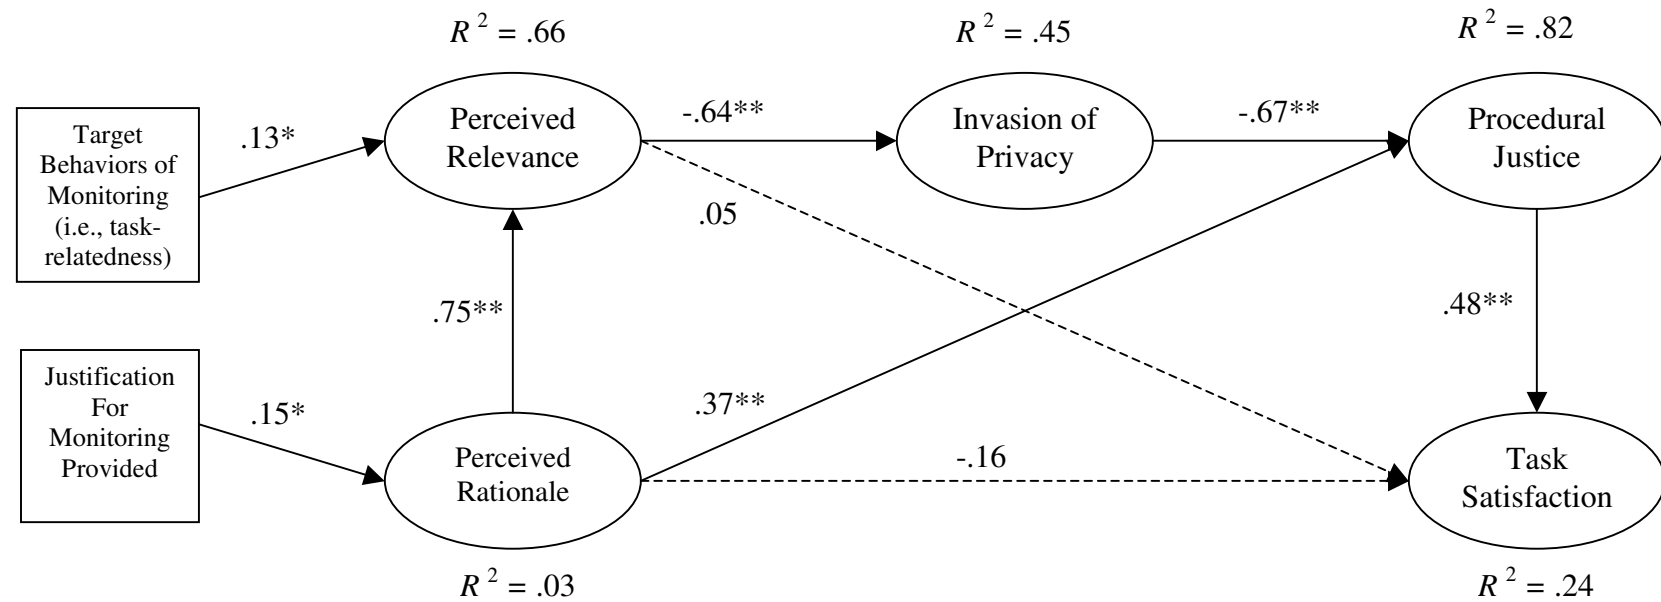 R 2 = .66
R 2 = .45
R 2 = .82
Target
Behaviors of
Monitoring
(i.e., task-
relatedness)
.13*
Perceived
Relevance
-.64**
Invasion of
Privacy
-.67**
Procedural
Justice
.05
.75**
.48**
Justification
For
Monitoring
Provided
.15*
.37**
Perceived
Rationale
-.16
Task
Satisfaction
R 2 = .03
R 2 = .24